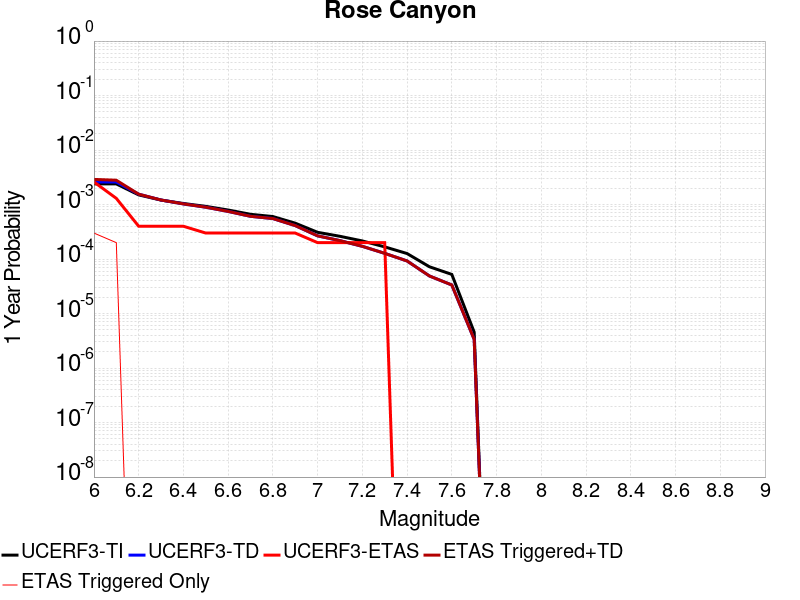 Rose Canyon
1 Year Probability
10^0
10^-1
10^-2
10^-3
10^-4
10^-5
10^-6
10^-7
10^-8
6 6.2 6.4 6.6 6.8 7 7.2 7.4 7.6 7.8 8 8.2 8.4 8.6 8.8 9
Magnitude
UCERF3-TI UCERF3-TD UCERF3-ETAS ETAS Triggered+TD
ETAS Triggered Only